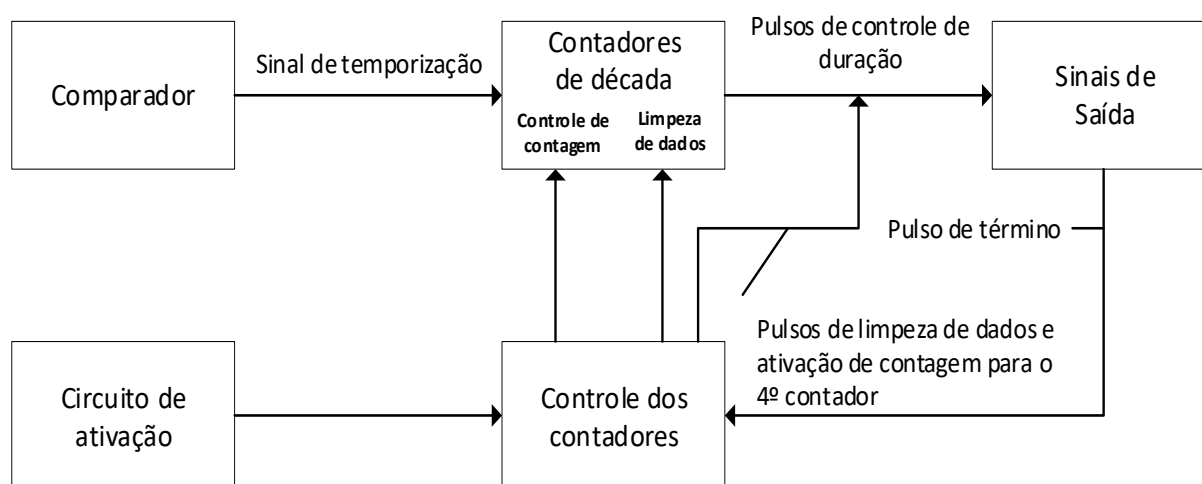 Comparador
Sinal de temporização
Contadores
de década
Controle de
contagem
Limpeza
de dados
Pulsos de controle de
duração
Sinais de
Saída
Pulso de término
Pulsos de limpeza de dados e
ativação de contagem para o
4º contador
Circuito de
ativação
Controle dos
contadores